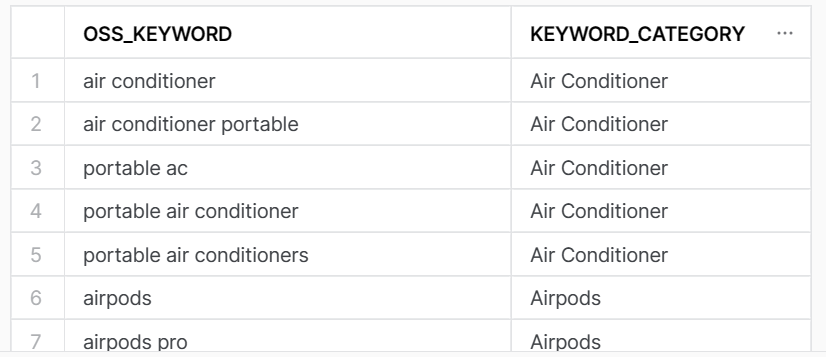 OSS_KEYWORD KEYWORD_CATEGORY ...
1 air conditioner Air Conditioner
2 air conditioner portable Air Conditioner
3 portable ac Air Conditioner
4 portable air conditioner Air Conditioner
5 portable air conditioners Air Conditioner
6 airpods Airpods
7 airpods pro Airpods